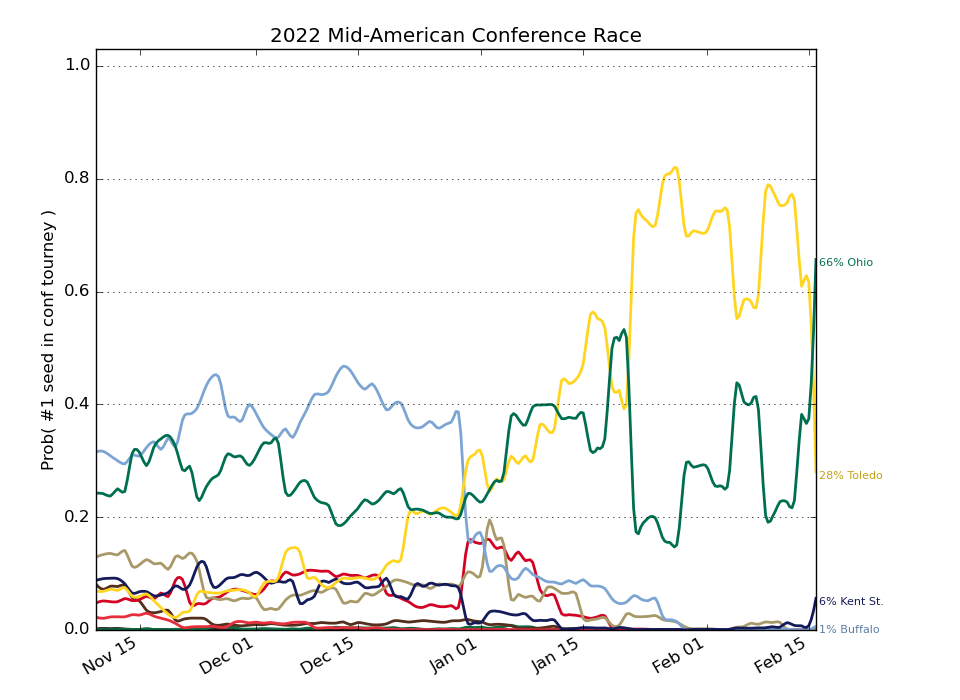 2022 Mid-American Conference Race
Prob( #1 seed in conf tourney )
1.0
0.8
0.6
0.4
0.2
0.0
66% Ohio
28% Toledo
6% Kent St.
1% Buffalo
Nov 15
Dec 01
Dec 15
Jan 01
Jan 15
Feb 01
Feb 15